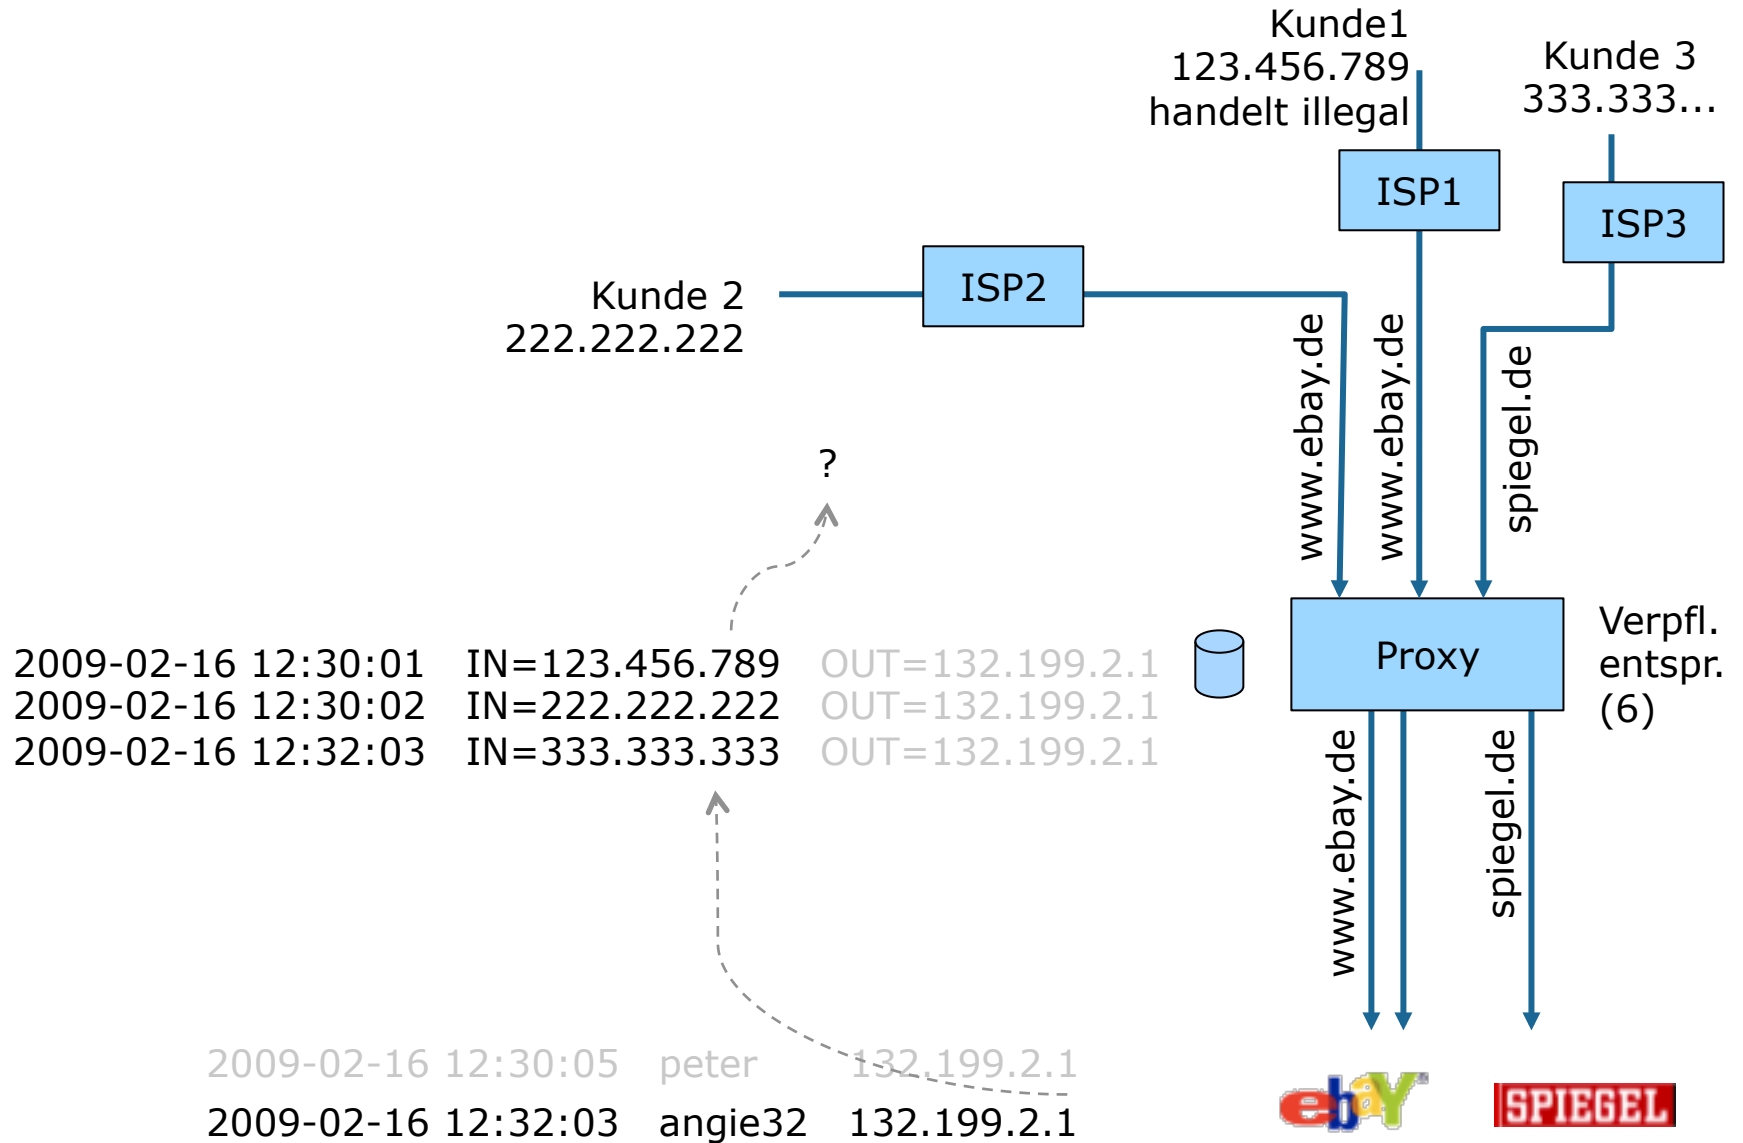 Kunde1
123.456.789
handelt illegal
Kunde 3
333.333...
ISP1
ISP3
ISP2
Kunde 2
222.222.222
www.ebay.de
www.ebay.de
spiegel.de
?
2009-02-16 12:30:01 IN=123.456.789 OUT=132.199.2.1
2009-02-16 12:30:02 IN=222.222.222 OUT=132.199.2.1
2009-02-16 12:32:03 IN=333.333.333 OUT=132.199.2.1
Proxy
Verpfl.
entspr.
(6)
www.ebay.de
spiegel.de
2009-02-16 12:30:05 peter 132.199.2.1
2009-02-16 12:32:03 angie32 132.199.2.1
ebaY
SPIEGEL